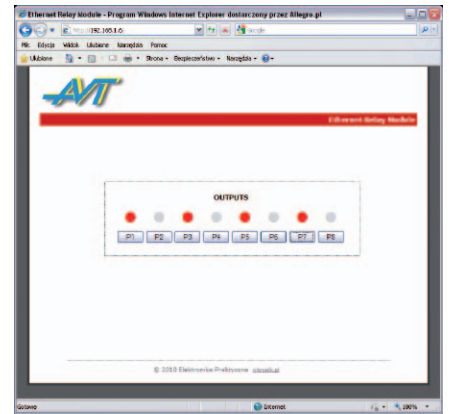 Ethernet Relay Module - Program Windows Internet Explorer dostarczony przez Allegro.pl
192.168.1.6
Google
Plik Edycja Widok Ulubione Narzędzia Pomoc
Ulubione Strona Bezpieczeństwo Narzędzia
AVT
Ethernet Relay Module
OUTPUTS
P1 P2 P3 P4 P5 P6 P7 P8
© 2010 Elektronika Praktyczna
Gotowe Internet 100%